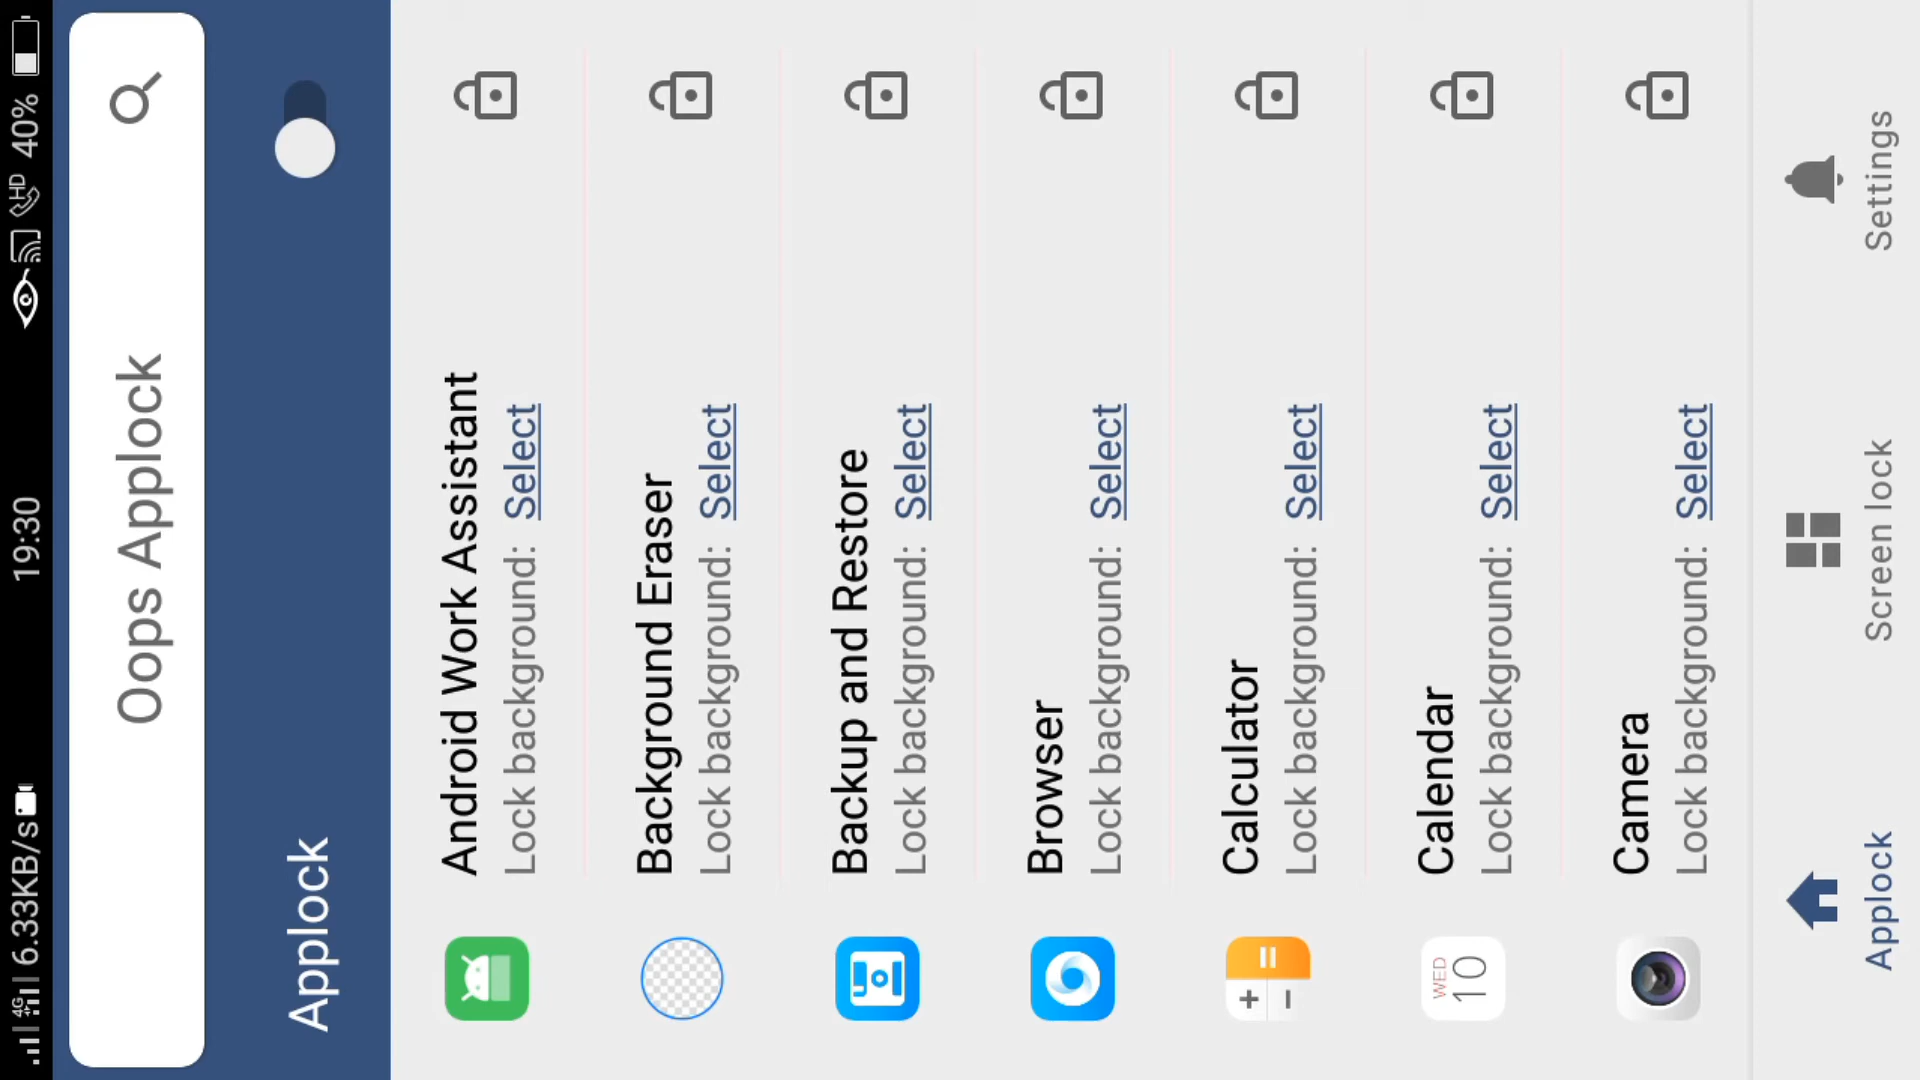 4G 6.33KB/s 19:30 HD 40%
Oops Applock
Applock
Android Work Assistant
Lock background: Select
Background Eraser
Lock background: Select
Backup and Restore
Lock background: Select
Browser
Lock background: Select
+ − =
Calculator
Lock background: Select
WED
10
Calendar
Lock background: Select
Camera
Lock background: Select
Applock
Screen lock
Settings